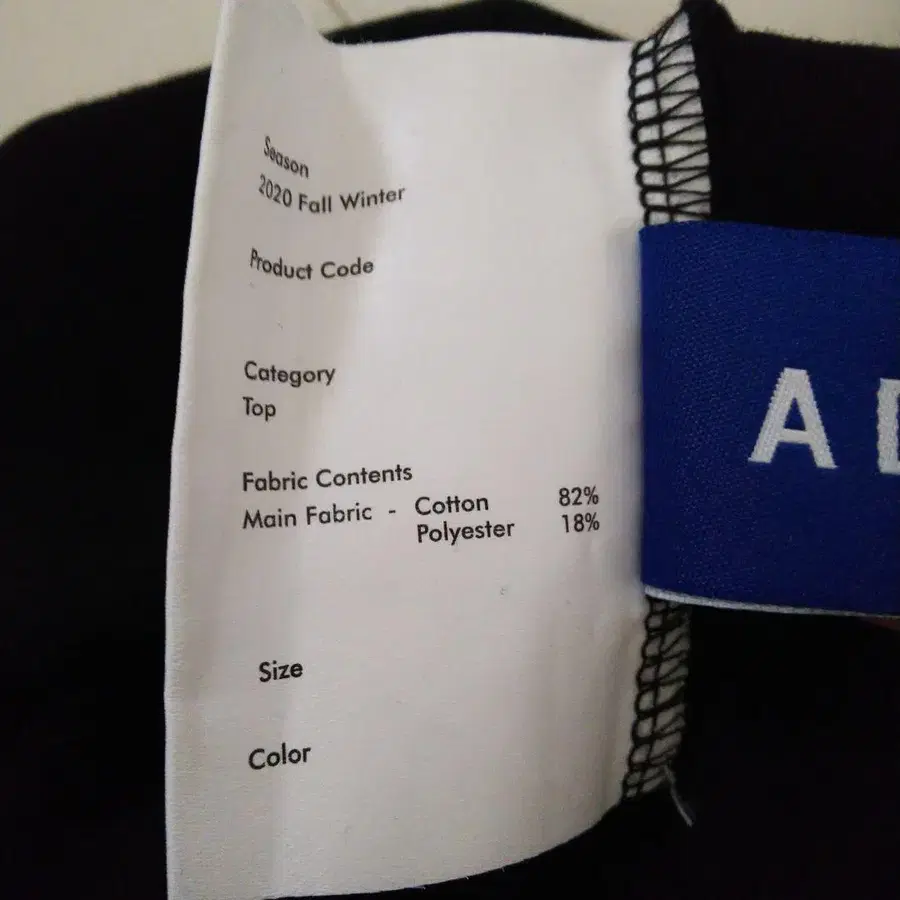 Season
2020 Fall Winter
Product Code
Category
Top
Fabric Contents
Main Fabric - Cotton 82%
Polyester 18%
Size
Color
A